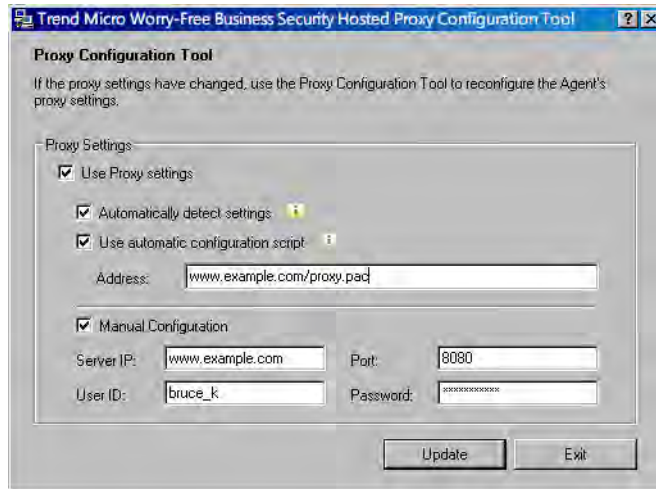 Trend Micro Worry-Free Business Security Hosted Proxy Configuration Tool
Proxy Configuration Tool
If the proxy settings have changed, use the Proxy Configuration Tool to reconfigure the Agent's
proxy settings.
Proxy Settings
Use Proxy settings
Automatically detect settings
Use automatic configuration script
Address: www.example.com/proxy.pac
Manual Configuration
Server IP: www.example.com Port: 8080
User ID: bruce_k Password: ***********
Update Exit